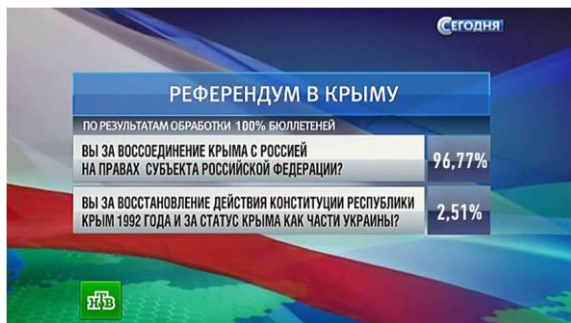 СЕГОДНЯ
РЕФЕРЕНДУМ В КРЫМУ
ПО РЕЗУЛЬТАТАМ ОБРАБОТКИ 100% БЮЛЛЕТЕНЕЙ
ВЫ ЗА ВОССОЕДИНЕНИЕ КРЫМА С РОССИЕЙ
НА ПРАВАХ СУБЪЕКТА РОССИЙСКОЙ ФЕДЕРАЦИИ?
96,77%
ВЫ ЗА ВОССТАНОВЛЕНИЕ ДЕЙСТВИЯ КОНСТИТУЦИИ РЕСПУБЛИКИ
КРЫМ 1992 ГОДА И ЗА СТАТУС КРЫМА КАК ЧАСТИ УКРАИНЫ?
2,51%
НТВ